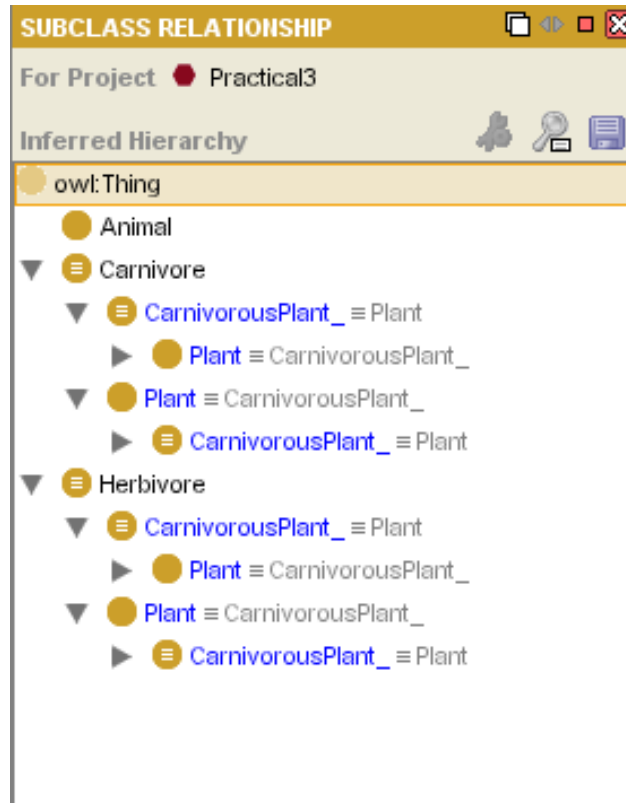 SUBCLASS RELATIONSHIP
For Project Practical3
Inferred Hierarchy
owl:Thing
Animal
Carnivore
CarnivorousPlant_ ≡ Plant
Plant ≡ CarnivorousPlant_
Plant ≡ CarnivorousPlant_
CarnivorousPlant_ ≡ Plant
Herbivore
CarnivorousPlant_ ≡ Plant
Plant ≡ CarnivorousPlant_
Plant ≡ CarnivorousPlant_
CarnivorousPlant_ ≡ Plant